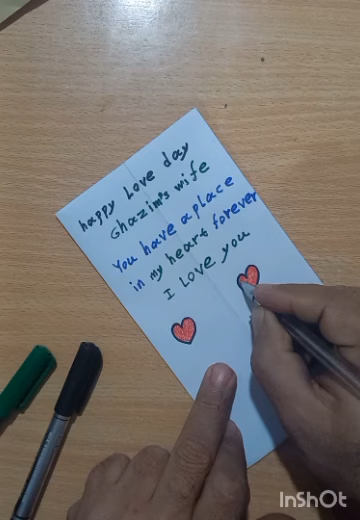 happy Love day
Ghazim's wife
You have a place
in my heart forever
I Love you
InShOt